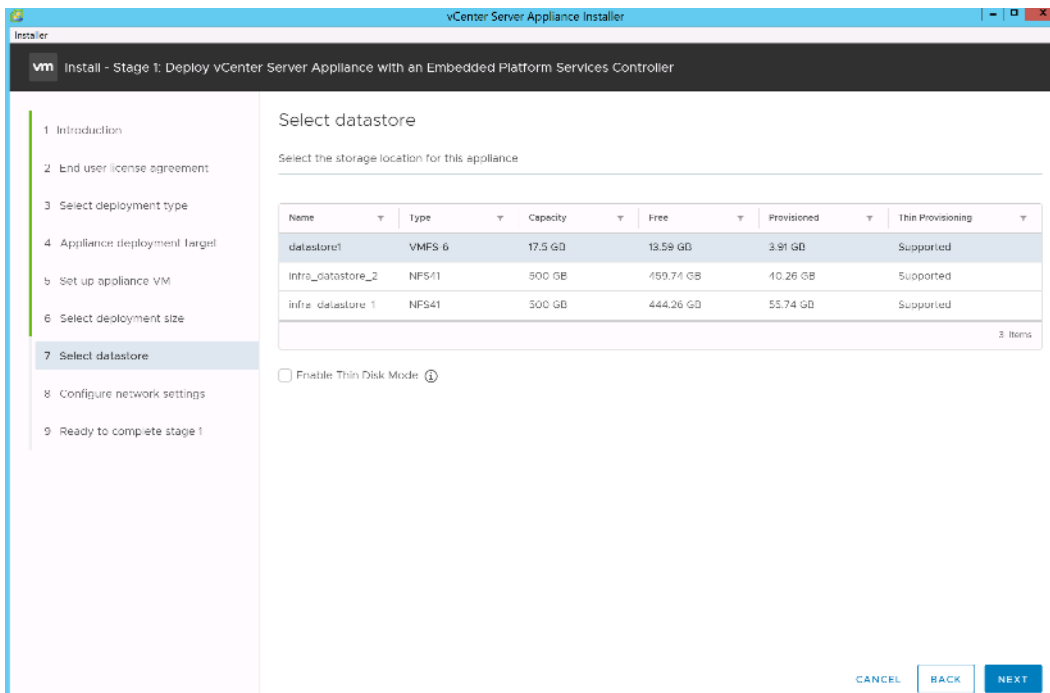 vCenter Server Appliance Installer
Installer
vm Install - Stage 1: Deploy vCenter Server Appliance with an Embedded Platform Services Controller
1 Introduction
2 End user license agreement
3 Select deployment type
4 Appliance deployment target
5 Set up appliance VM
6 Select deployment size
7 Select datastore
8 Configure network settings
9 Ready to complete stage 1
Select datastore
Select the storage location for this appliance
Name Type Capacity Free Provisioned Thin Provisioning
datastore1 VMFS-6 17.5 GB 13.59 GB 3.91 GB Supported
infra_datastore_2 NFS41 500 GB 459.74 GB 40.26 GB Supported
infra_datastore_1 NFS41 500 GB 444.26 GB 55.74 GB Supported
3 items
Enable Thin Disk Mode
CANCEL BACK NEXT